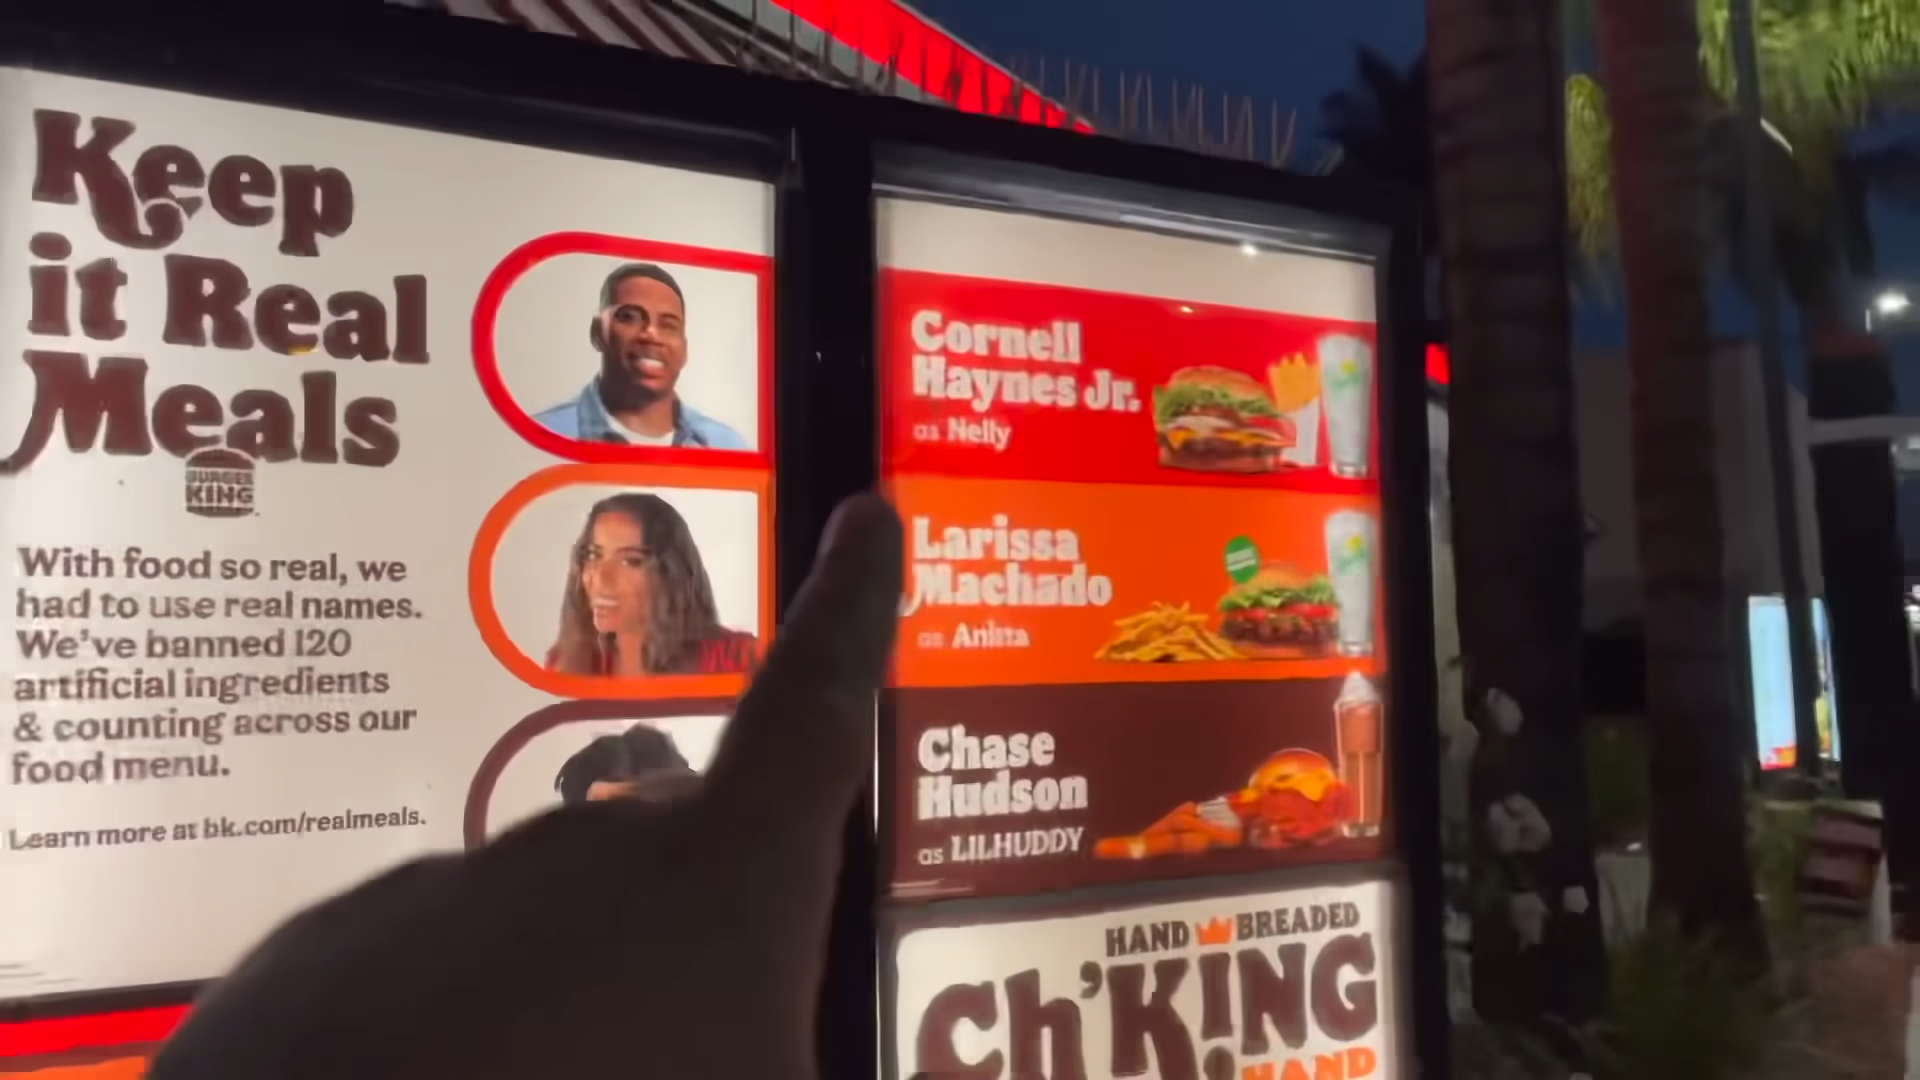 Keep
it Real
Meals
BURGER
KING
With food so real, we
had to use real names.
We've banned 120
artificial ingredients
& counting across our
food menu.
Learn more at bk.com/realmeals.
Cornell
Haynes Jr.
as Nelly
Larissa
Machado
as Anitta
Chase
Hudson
as LILHUDDY
HAND BREADED
Ch'KING
HAND